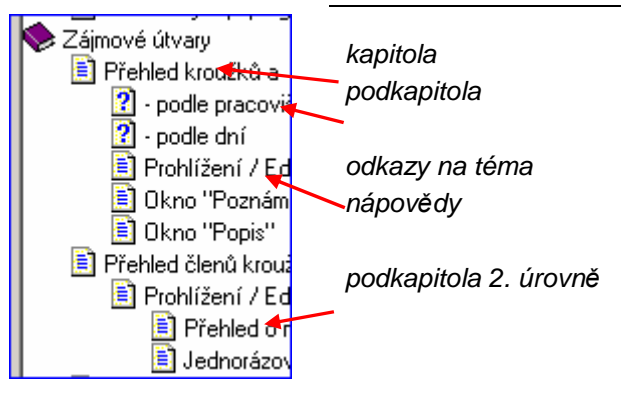 Zájmové útvary
Přehled kroužků a
- podle pracoviš
- podle dní
Prohlížení / Ed
Okno "Poznám
Okno "Popis"
Přehled členů krouž
Prohlížení / Ed
Přehled o n
Jednorázov
kapitola
podkapitola
odkazy na téma
nápovědy
podkapitola 2. úrovně